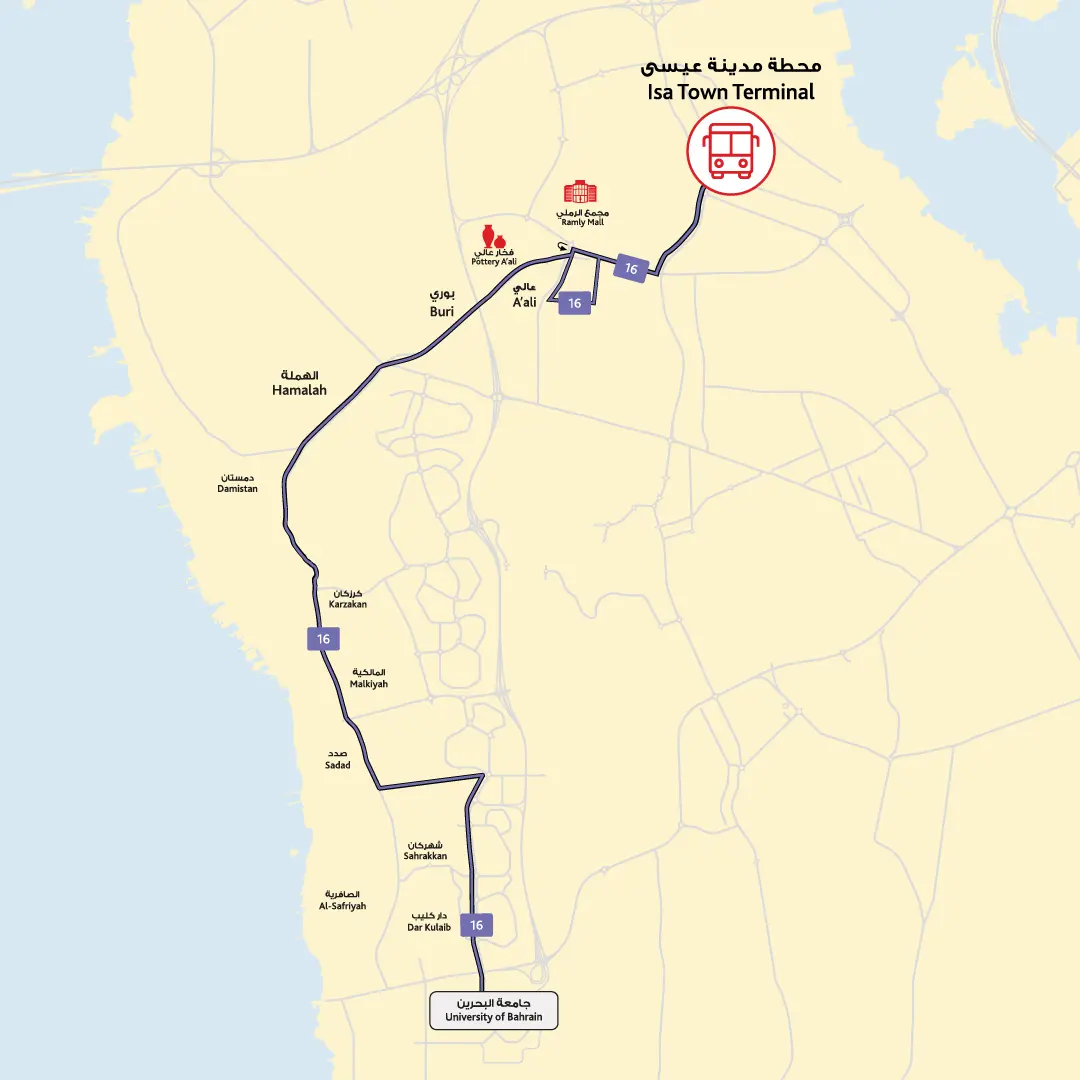 محطة مدينة عيسى
Isa Town Terminal
مجمع الرملي
Ramly Mall
فخار عالي
Pottery A'ali
16
عالي
A'ali
16
بوري
Buri
الهملة
Hamalah
دمستان
Damistan
كرزكان
Karzakan
16
المالكية
Malkiyah
صدد
Sadad
شهركان
Sahrakkan
الصافرية
Al-Safriyah
دار كليب
Dar Kulaib
16
جامعة البحرين
University of Bahrain